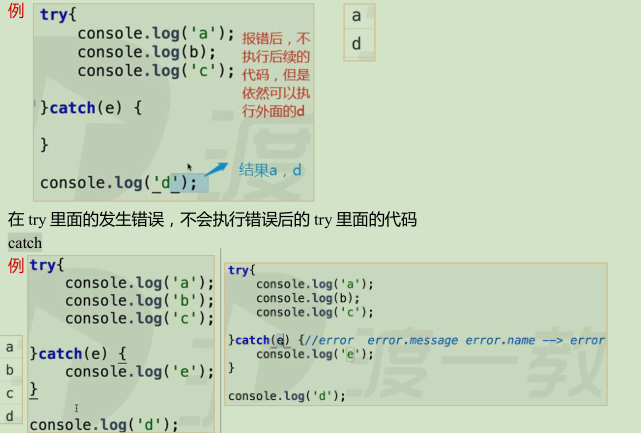 例
try{
console.log('a');
console.log(b);
console.log('c');
}catch(e) {
}
console.log('d');
报错后，不
执行后续的
代码，但是
依然可以执
行外面的d
结果a，d
a
d
在 try 里面的发生错误，不会执行错误后的 try 里面的代码
catch
例
try{
console.log('a');
console.log('b');
console.log('c');
}catch(e) {
console.log('e');
}
console.log('d');
a
b
c
d
try{
console.log('a');
console.log(b);
console.log('c');
}catch(e) {//error error.message error.name --> error
console.log('e');
}
console.log('d');
渡
渡一教